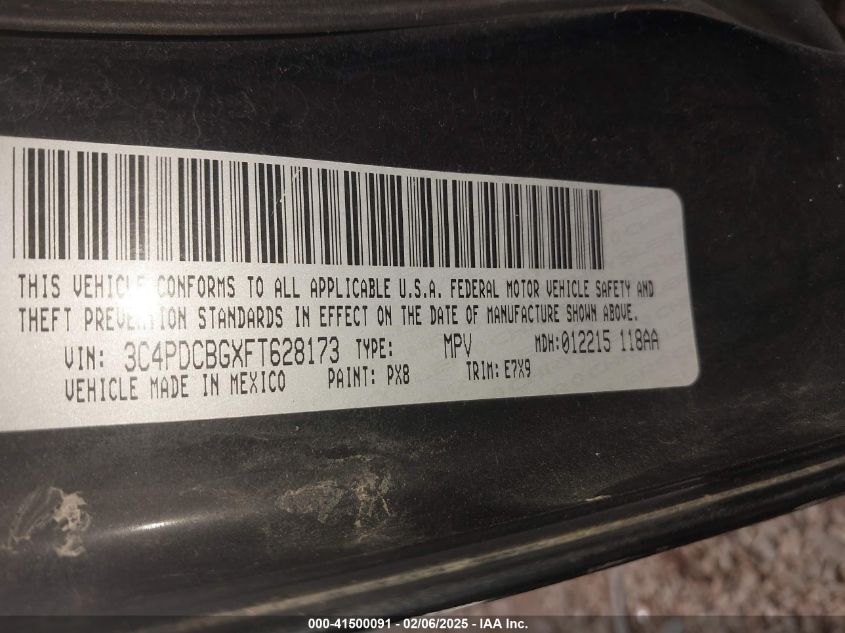 THIS VEHICLE CONFORMS TO ALL APPLICABLE U.S.A. FEDERAL MOTOR VEHICLE SAFETY AND
THEFT PREVENTION STANDARDS IN EFFECT ON THE DATE OF MANUFACTURE SHOWN ABOVE.
VIN: 3C4PDCBGXFT628173 TYPE: MPV MDH:012215 118AA
VEHICLE MADE IN MEXICO PAINT: PX8 TRIM: E7X9
000-41500091 - 02/06/2025 - IAA Inc.